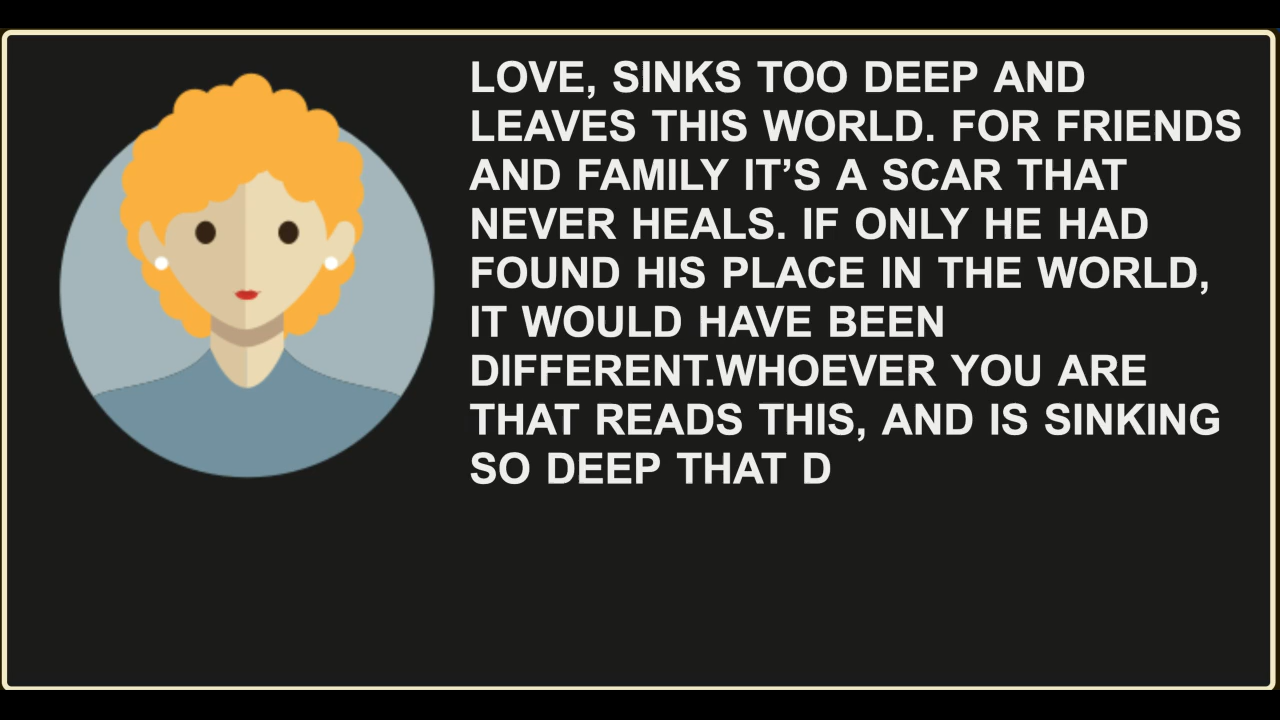 LOVE, SINKS TOO DEEP AND
LEAVES THIS WORLD. FOR FRIENDS
AND FAMILY IT’S A SCAR THAT
NEVER HEALS. IF ONLY HE HAD
FOUND HIS PLACE IN THE WORLD,
IT WOULD HAVE BEEN
DIFFERENT.WHOEVER YOU ARE
THAT READS THIS, AND IS SINKING
SO DEEP THAT D